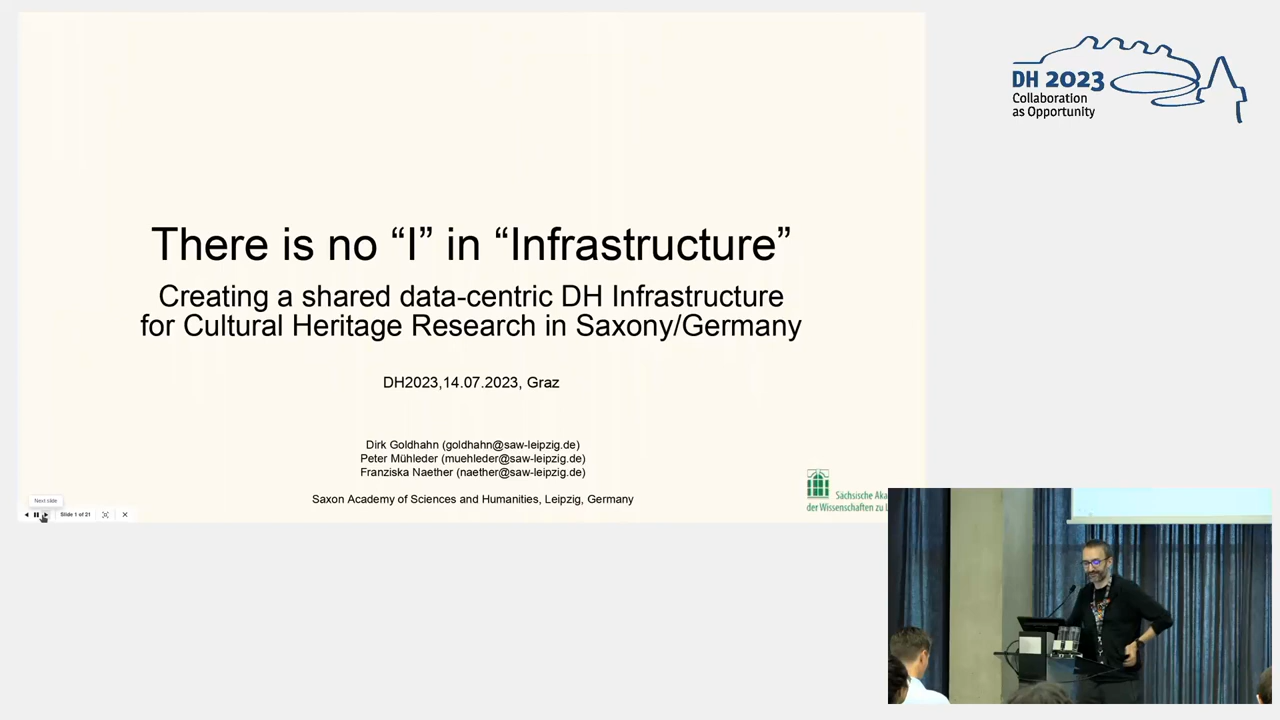 There is no “I” in “Infrastructure”
Creating a shared data-centric DH Infrastructure
for Cultural Heritage Research in Saxony/Germany
DH2023,14.07.2023, Graz
Dirk Goldhahn (goldhahn@saw-leipzig.de)
Peter Mühleder (muehleder@saw-leipzig.de)
Franziska Naether (naether@saw-leipzig.de)
Saxon Academy of Sciences and Humanities, Leipzig, Germany
Sächsische Aka
der Wissenschaften zu L
Next slide
Slide 1 of 21
DH 2023
Collaboration
as Opportunity